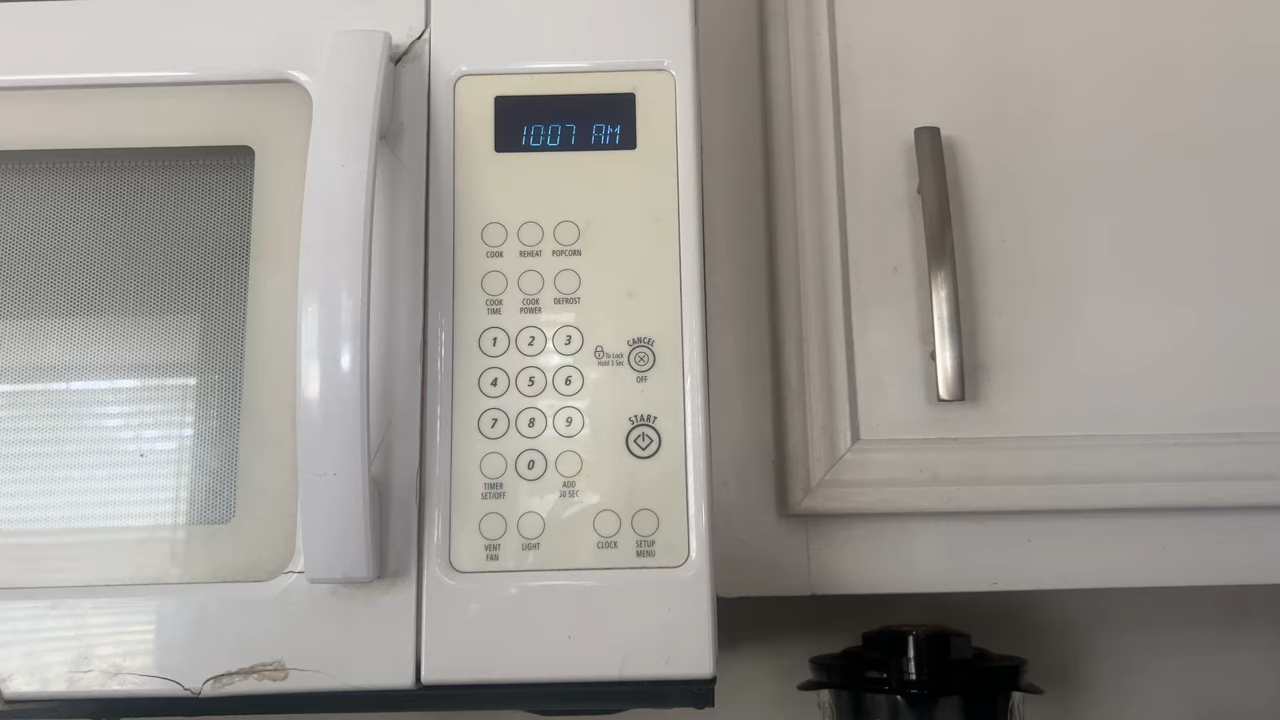 10:07 AM
COOK REHEAT POPCORN
COOK TIME COOK POWER DEFROST
1 2 3
To Lock
Hold 3 Sec
CANCEL
OFF
4 5 6
7 8 9
START
0
TIMER SET/OFF ADD 30 SEC
VENT FAN LIGHT CLOCK SETUP MENU